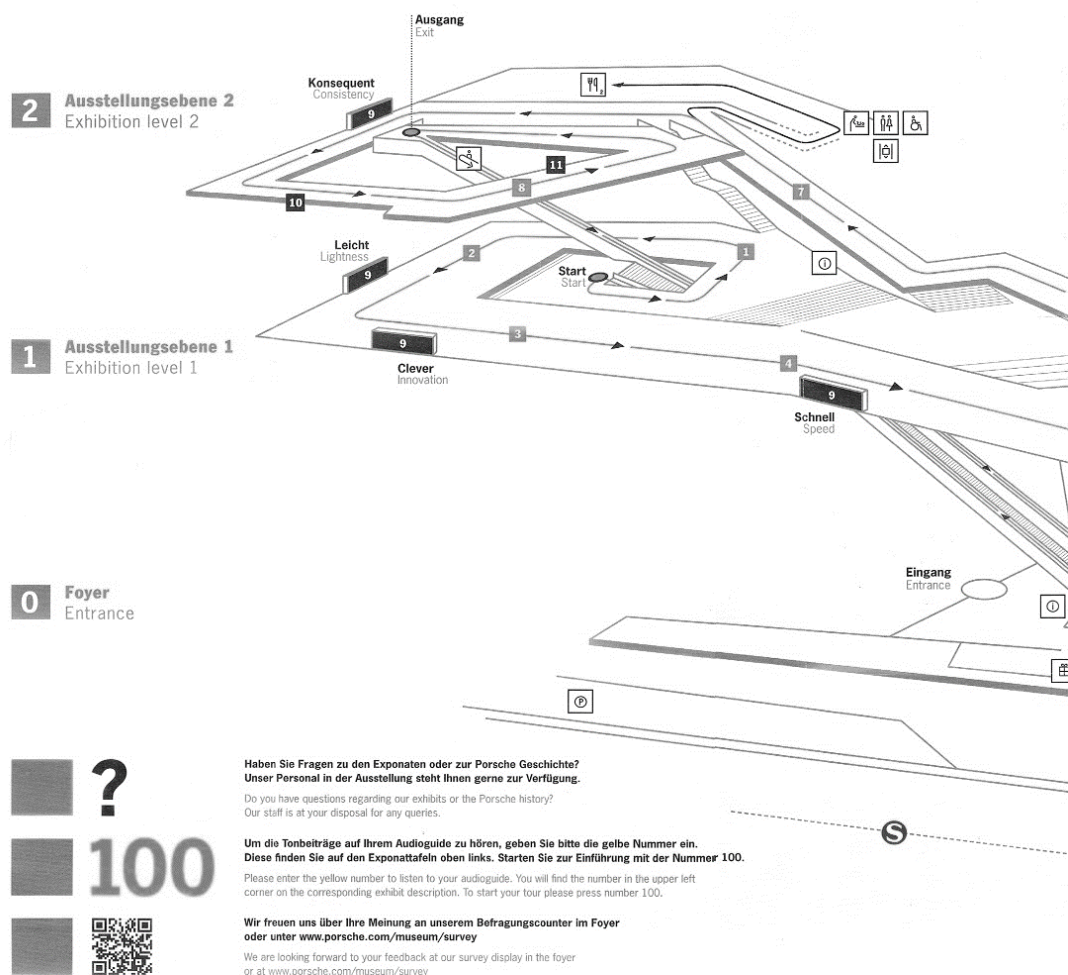 Ausgang
Exit
Konsequent
Consistency
9
2
Ausstellungsebene 2
Exhibition level 2
11
8
10
7
Leicht
Lightness
9
2
1
Start
Start
1
Ausstellungsebene 1
Exhibition level 1
3
9
Clever
Innovation
4
9
Schnell
Speed
0
Foyer
Entrance
Eingang
Entrance
P
S
?
Haben Sie Fragen zu den Exponaten oder zur Porsche Geschichte?
Unser Personal in der Ausstellung steht Ihnen gerne zur Verfügung.
Do you have questions regarding our exhibits or the Porsche history?
Our staff is at your disposal for any queries.
100
Um die Tonbeiträge auf Ihrem Audioguide zu hören, geben Sie bitte die gelbe Nummer ein.
Diese finden Sie auf den Exponattafeln oben links. Starten Sie zur Einführung mit der Nummer 100.
Please enter the yellow number to listen to your audioguide. You will find the number in the upper left
corner on the corresponding exhibit description. To start your tour please press number 100.
Wir freuen uns über Ihre Meinung an unserem Befragungscounter im Foyer
oder unter www.porsche.com/museum/survey
We are looking forward to your feedback at our survey display in the foyer
or at www.porsche.com/museum/survey